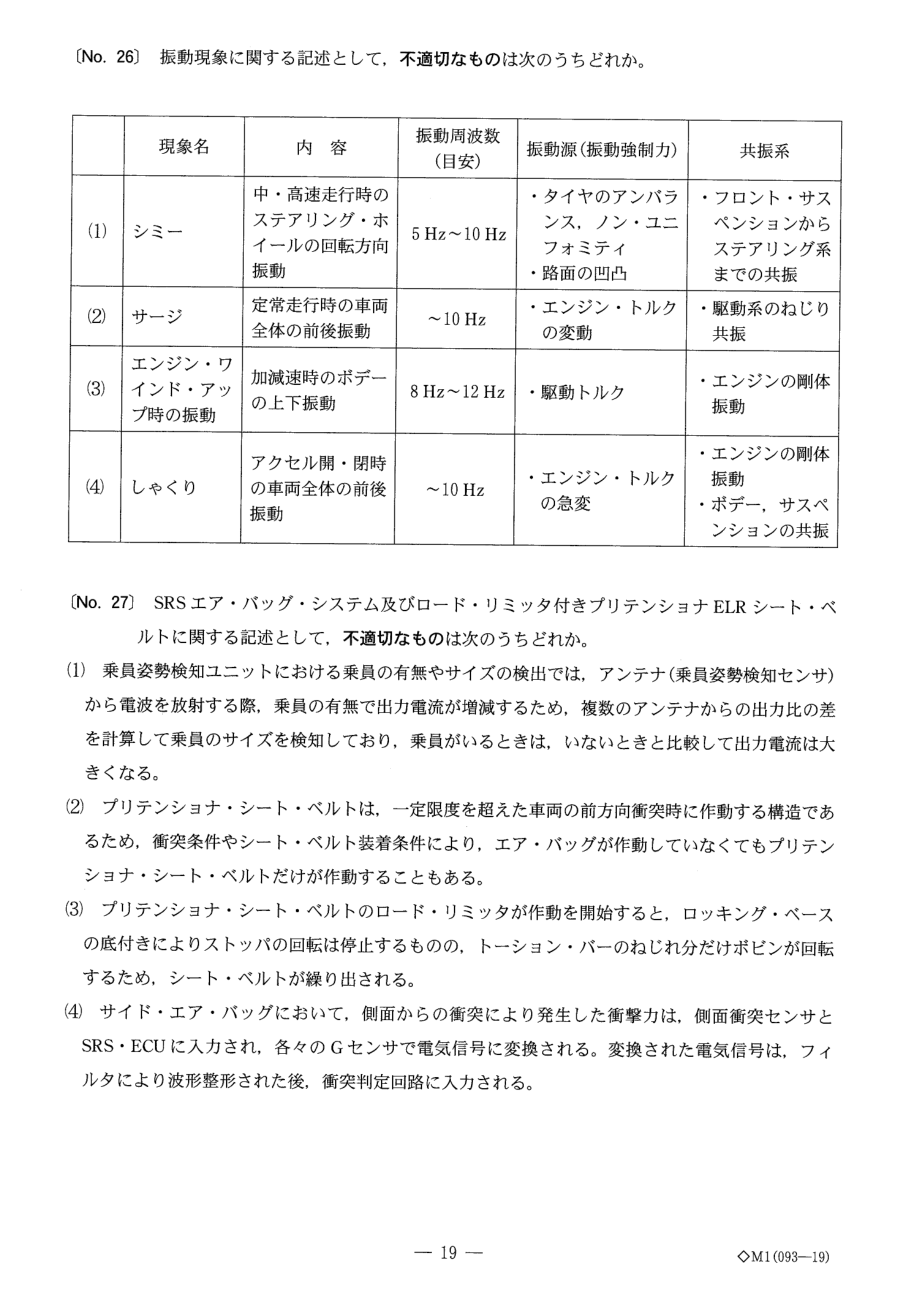 〔No. 26〕 振動現象に関する記述として，不適切なものは次のうちどれか。
現象名
内　容
振動周波数
(目安)
振動源(振動強制力)
共振系
⑴
シミー
中・高速走行時の
ステアリング・ホ
イールの回転方向
振動
5 Hz～10 Hz
・タイヤのアンバラ
ンス，ノン・ユニ
フォミティ
・路面の凹凸
・フロント・サス
ペンションから
ステアリング系
までの共振
⑵
サージ
定常走行時の車両
全体の前後振動
～10 Hz
・エンジン・トルク
の変動
・駆動系のねじり
共振
⑶
エンジン・ワ
インド・アッ
プ時の振動
加減速時のボデー
の上下振動
8 Hz～12 Hz
・駆動トルク
・エンジンの剛体
振動
⑷
しゃくり
アクセル開・閉時
の車両全体の前後
振動
～10 Hz
・エンジン・トルク
の急変
・エンジンの剛体
振動
・ボデー，サスペ
ンションの共振
〔No. 27〕 SRS エア・バッグ・システム及びロード・リミッタ付きプリテンショナ ELR シート・ベ
ルトに関する記述として，不適切なものは次のうちどれか。
⑴ 乗員姿勢検知ユニットにおける乗員の有無やサイズの検出では，アンテナ(乗員姿勢検知センサ)
から電波を放射する際，乗員の有無で出力電流が増減するため，複数のアンテナからの出力比の差
を計算して乗員のサイズを検知しており，乗員がいるときは，いないときと比較して出力電流は大
きくなる。
⑵ プリテンショナ・シート・ベルトは，一定限度を超えた車両の前方向衝突時に作動する構造であ
るため，衝突条件やシート・ベルト装着条件により，エア・バッグが作動していなくてもプリテン
ショナ・シート・ベルトだけが作動することもある。
⑶ プリテンショナ・シート・ベルトのロード・リミッタが作動を開始すると，ロッキング・ベース
の底付きによりストッパの回転は停止するものの，トーション・バーのねじれ分だけボビンが回転
するため，シート・ベルトが繰り出される。
⑷ サイド・エア・バッグにおいて，側面からの衝突により発生した衝撃力は，側面衝突センサと
SRS・ECU に入力され，各々の G センサで電気信号に変換される。変換された電気信号は，フィ
ルタにより波形整形された後，衝突判定回路に入力される。
― 19 ―
◇M1(093―19)